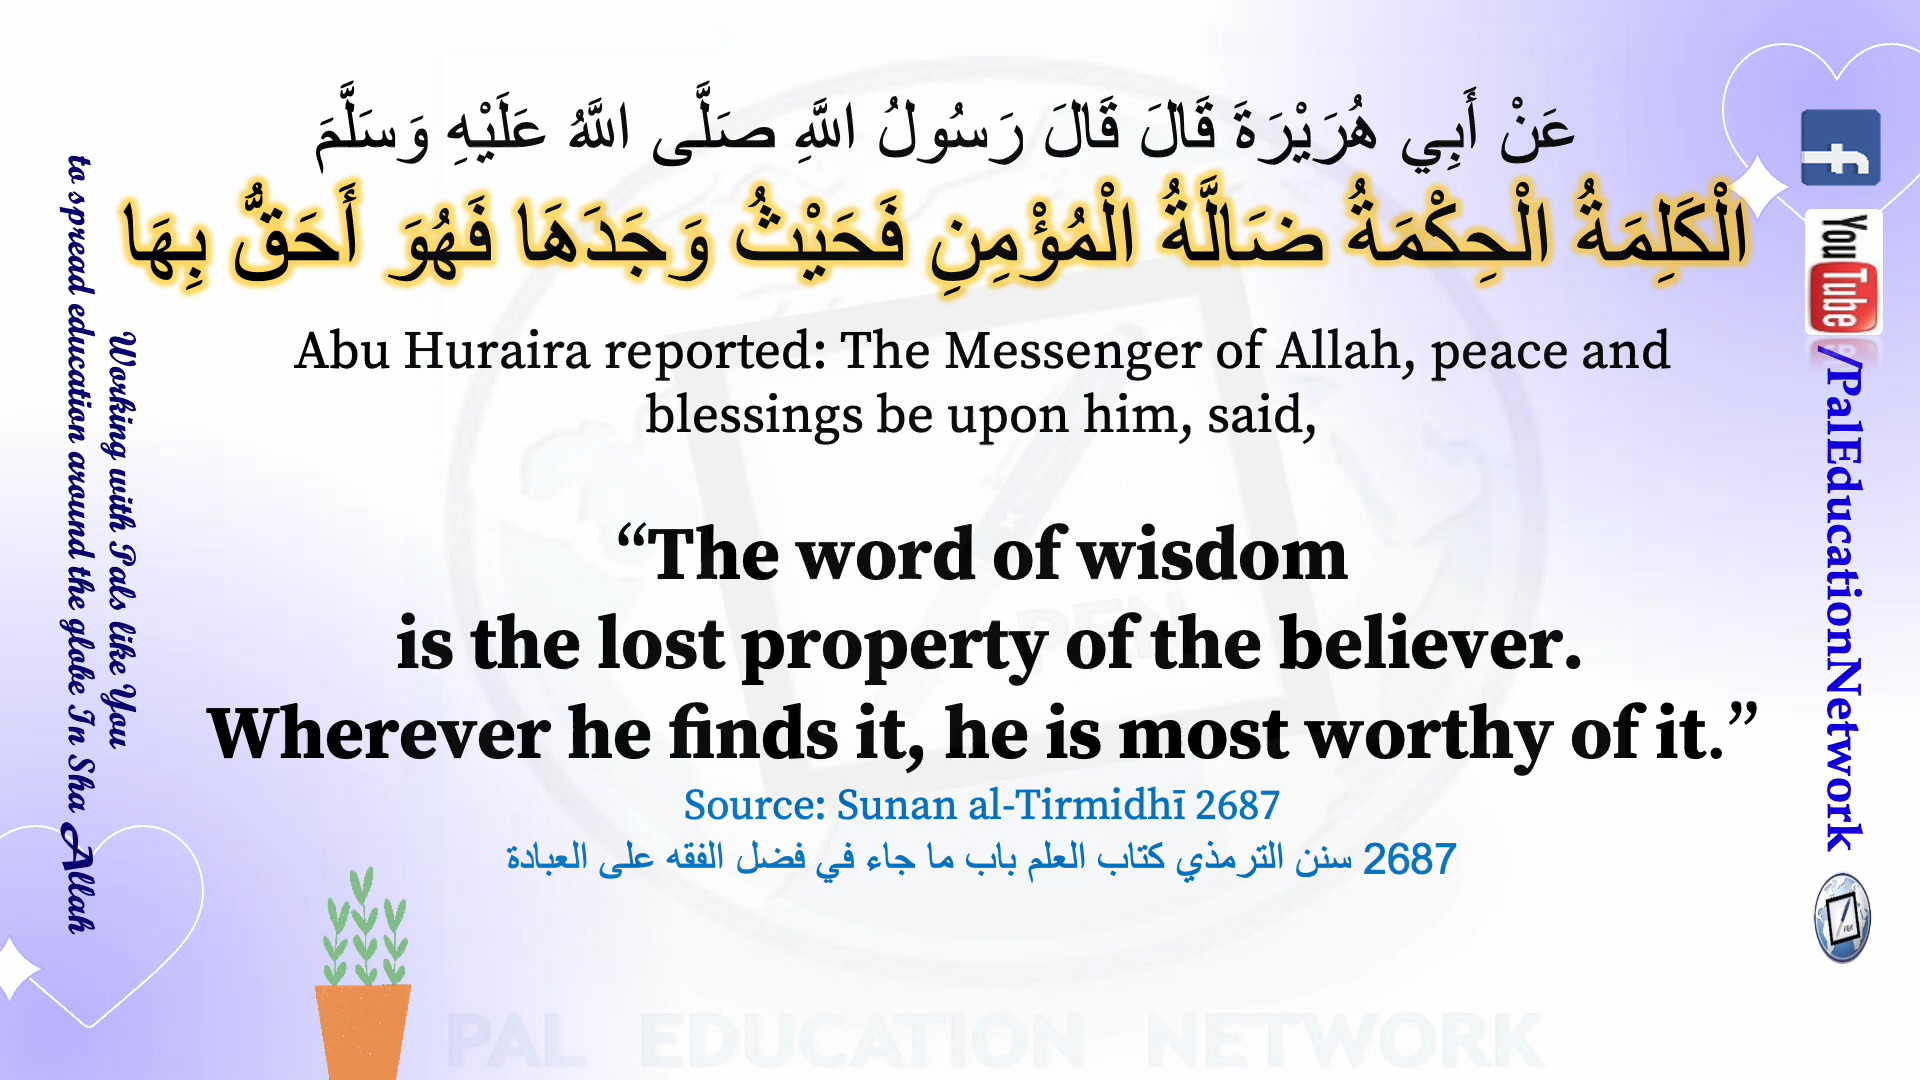 عَنْ أَبِي هُرَيْرَةَ قَالَ قَالَ رَسُولُ اللَّهِ صَلَّى اللَّهُ عَلَيْهِ وَسَلَّمَ
الْكَلِمَةُ الْحِكْمَةُ ضَالَّةُ الْمُؤْمِنِ فَحَيْثُ وَجَدَهَا فَهُوَ أَحَقُّ بِهَا
Abu Huraira reported: The Messenger of Allah, peace and
blessings be upon him, said,
“The word of wisdom
is the lost property of the believer.
Wherever he finds it, he is most worthy of it.”
Source: Sunan al-Tirmidhī 2687
2687 سنن الترمذي كتاب العلم باب ما جاء في فضل الفقه على العبادة
Working with Pals like You
to spread education around the globe In Sha Allah
f
You Tube
/PalEducationNetwork
PEN
PEN
PAL EDUCATION NETWORK